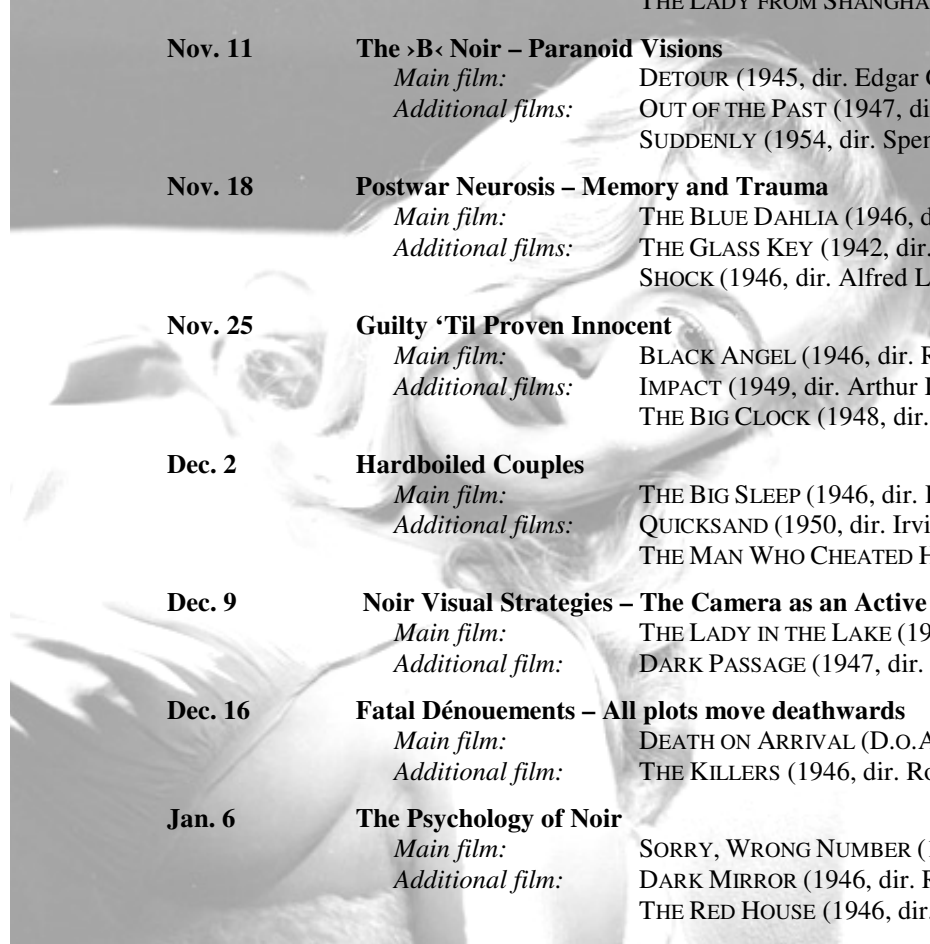 THE LADY FROM SHANGHA
Nov. 11 The ›B‹ Noir – Paranoid Visions
Main film: DETOUR (1945, dir. Edgar
Additional films: OUT OF THE PAST (1947, di
SUDDENLY (1954, dir. Spen
Nov. 18 Postwar Neurosis – Memory and Trauma
Main film: THE BLUE DAHLIA (1946, d
Additional films: THE GLASS KEY (1942, dir.
SHOCK (1946, dir. Alfred L
Nov. 25 Guilty ‘Til Proven Innocent
Main film: BLACK ANGEL (1946, dir. R
Additional films: IMPACT (1949, dir. Arthur
THE BIG CLOCK (1948, dir.
Dec. 2 Hardboiled Couples
Main film: THE BIG SLEEP (1946, dir.
Additional films: QUICKSAND (1950, dir. Irvi
THE MAN WHO CHEATED H
Dec. 9 Noir Visual Strategies – The Camera as an Active
Main film: THE LADY IN THE LAKE (19
Additional film: DARK PASSAGE (1947, dir.
Dec. 16 Fatal Dénouements – All plots move deathwards
Main film: DEATH ON ARRIVAL (D.O.A
Additional film: THE KILLERS (1946, dir. Ro
Jan. 6 The Psychology of Noir
Main film: SORRY, WRONG NUMBER (1
Additional film: DARK MIRROR (1946, dir. R
THE RED HOUSE (1946, dir.